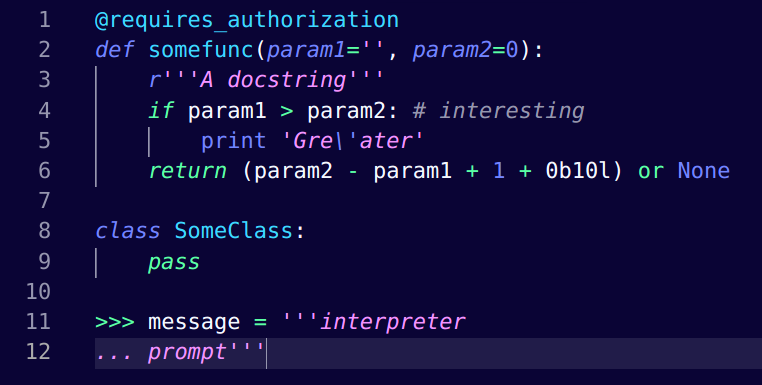 1 @requires_authorization
2 def somefunc(param1='', param2=0):
3     r'''A docstring'''
4     if param1 > param2: # interesting
5         print 'Gre\'ater'
6     return (param2 - param1 + 1 + 0b10l) or None
7
8 class SomeClass:
9     pass
10
11 >>> message = '''interpreter
12 ... prompt'''